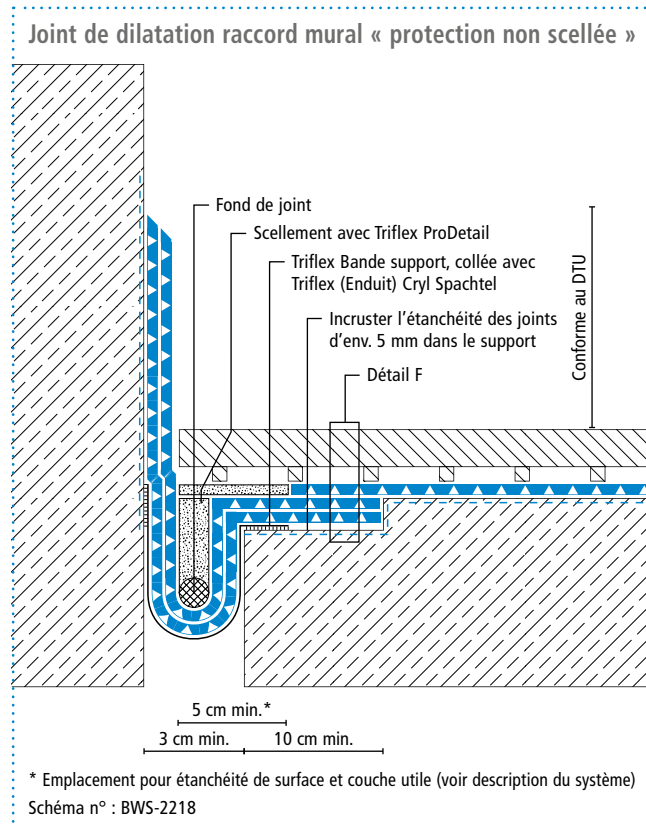 Joint de dilatation raccord mural « protection non scellée »
Fond de joint
Scellement avec Triflex ProDetail
Triflex Bande support, collée avec
Triflex (Enduit) Cryl Spachtel
Incruster l’étanchéité des joints
d’env. 5 mm dans le support
Détail F
Conforme au DTU
5 cm min.*
3 cm min.
10 cm min.
* Emplacement pour étanchéité de surface et couche utile (voir description du système)
Schéma n° : BWS-2218